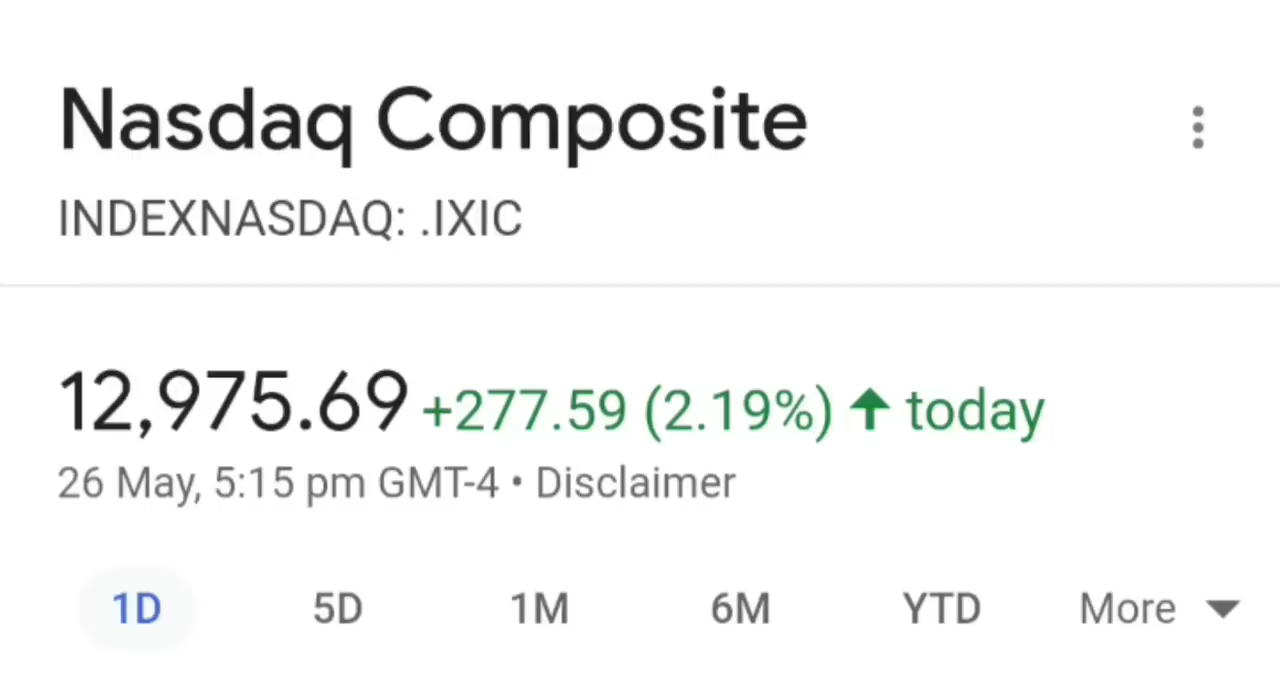 Nasdaq Composite
INDEXNASDAQ: .IXIC
12,975.69 +277.59 (2.19%) ↑ today
26 May, 5:15 pm GMT-4 • Disclaimer
1D 5D 1M 6M YTD More